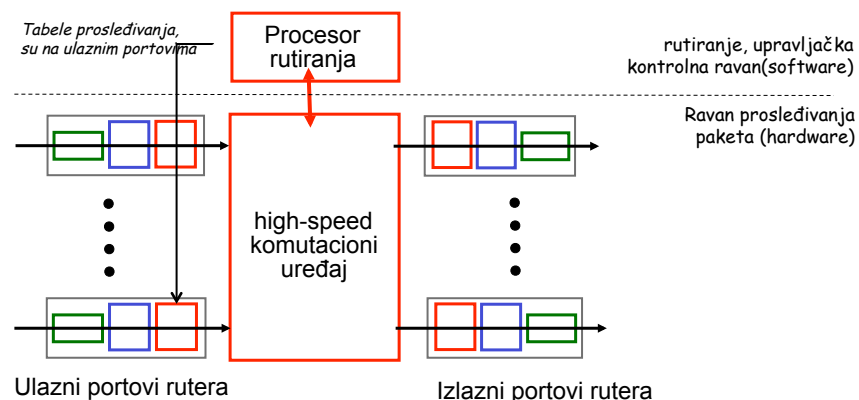 Tabele prosleđivanja,
su na ulaznim portovima
Procesor
rutiranja
rutiranje, upravljačka
kontrolna ravan(software)
Ravan prosleđivanja
paketa (hardware)
high-speed
komutacioni
uređaj
Ulazni portovi rutera
Izlazni portovi rutera